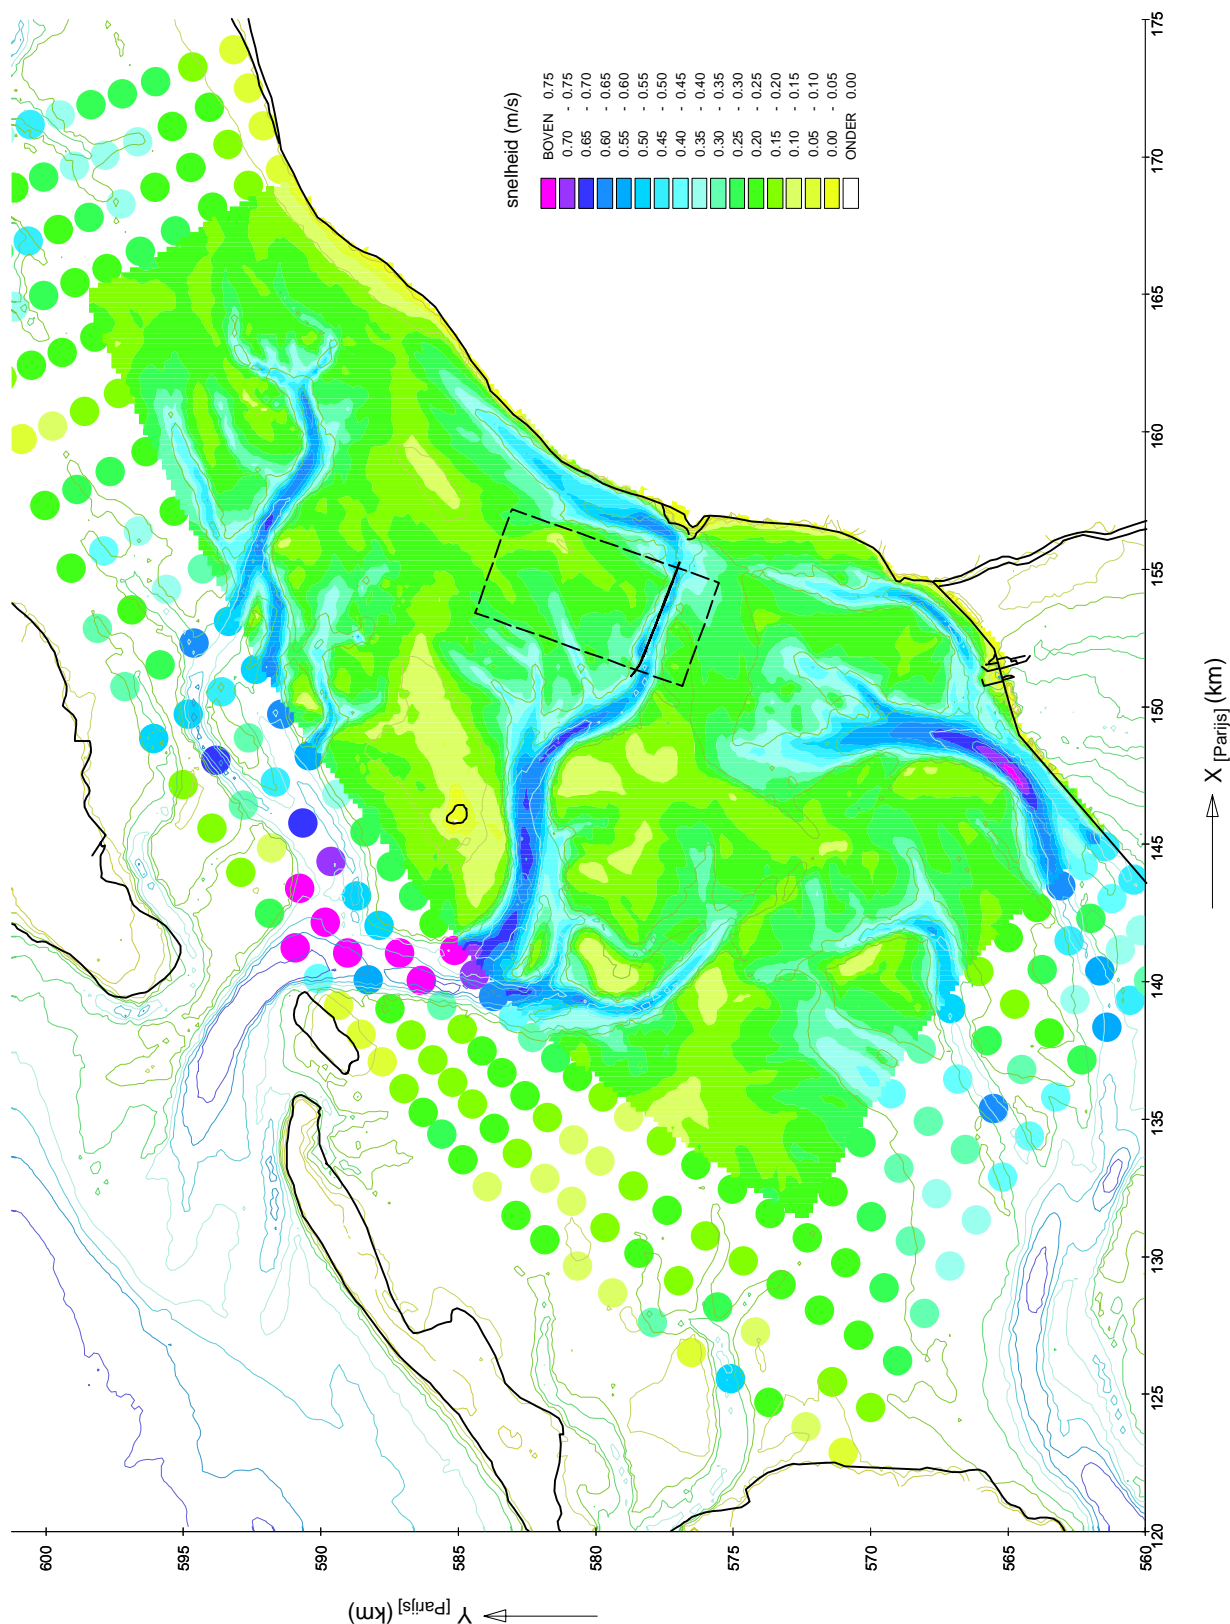 snelheid (m/s)
BOVEN 0.75
0.70 - 0.75
0.65 - 0.70
0.60 - 0.65
0.55 - 0.60
0.50 - 0.55
0.45 - 0.50
0.40 - 0.45
0.35 - 0.40
0.30 - 0.35
0.25 - 0.30
0.20 - 0.25
0.15 - 0.20
0.10 - 0.15
0.05 - 0.10
0.00 - 0.05
ONDER 0.00
600
595
590
585
580
575
570
565
560
Y [Parijs] (km)
120
125
130
135
140
145
150
155
160
165
170
175
X [Parijs] (km)